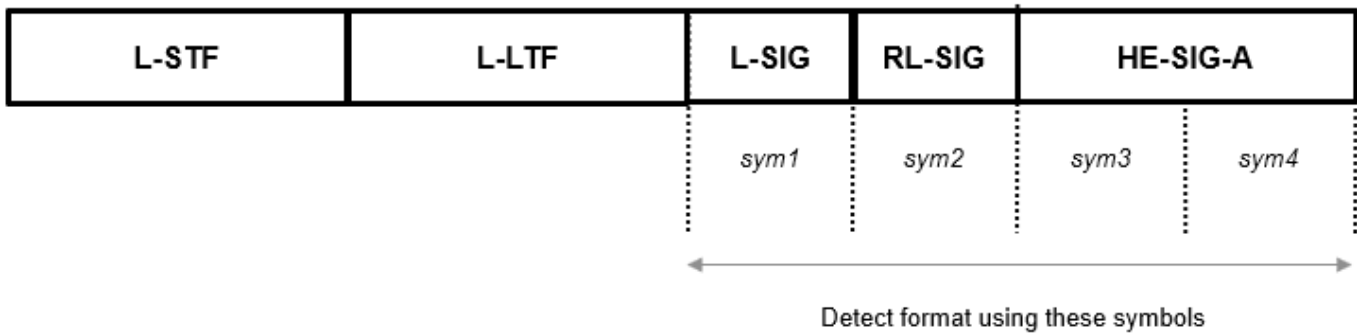 L-STF L-LTF L-SIG RL-SIG HE-SIG-A
sym1 sym2 sym3 sym4
Detect format using these symbols